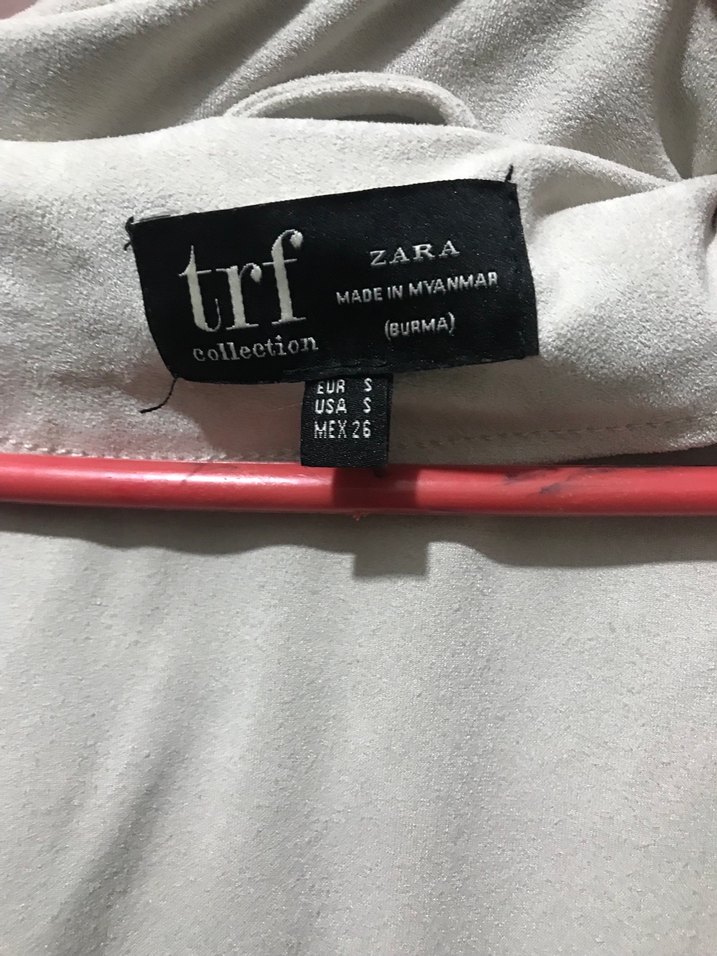 trf
collection
ZARA
MADE IN MYANMAR
(BURMA)
EUR S
USA S
MEX 26